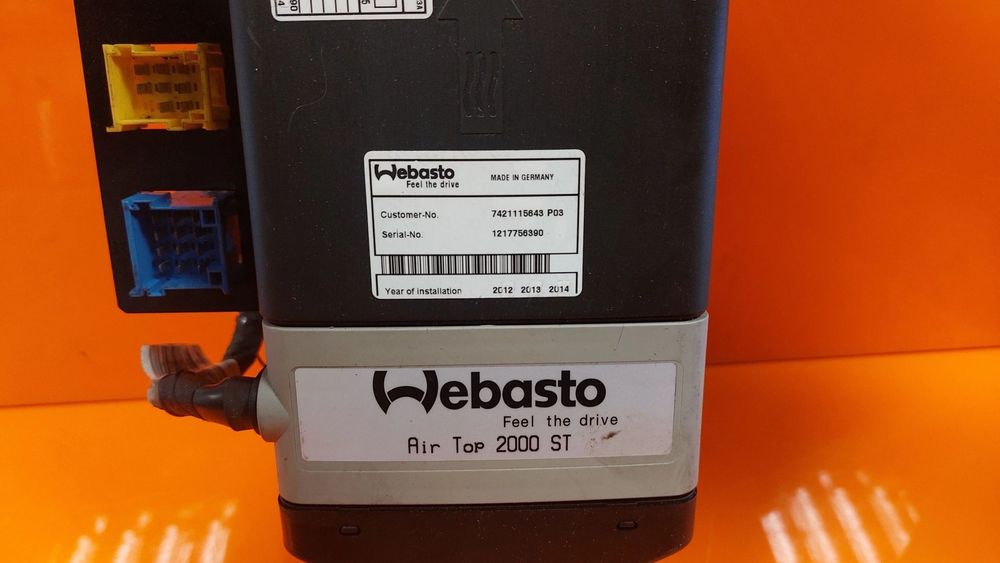 Webasto
Feel the drive
MADE IN GERMANY
Customer-No. 7421115643 P03
Serial-No. 1217756390
Year of installation 2012 2013 2014
Webasto
Feel the drive
Air Top 2000 ST